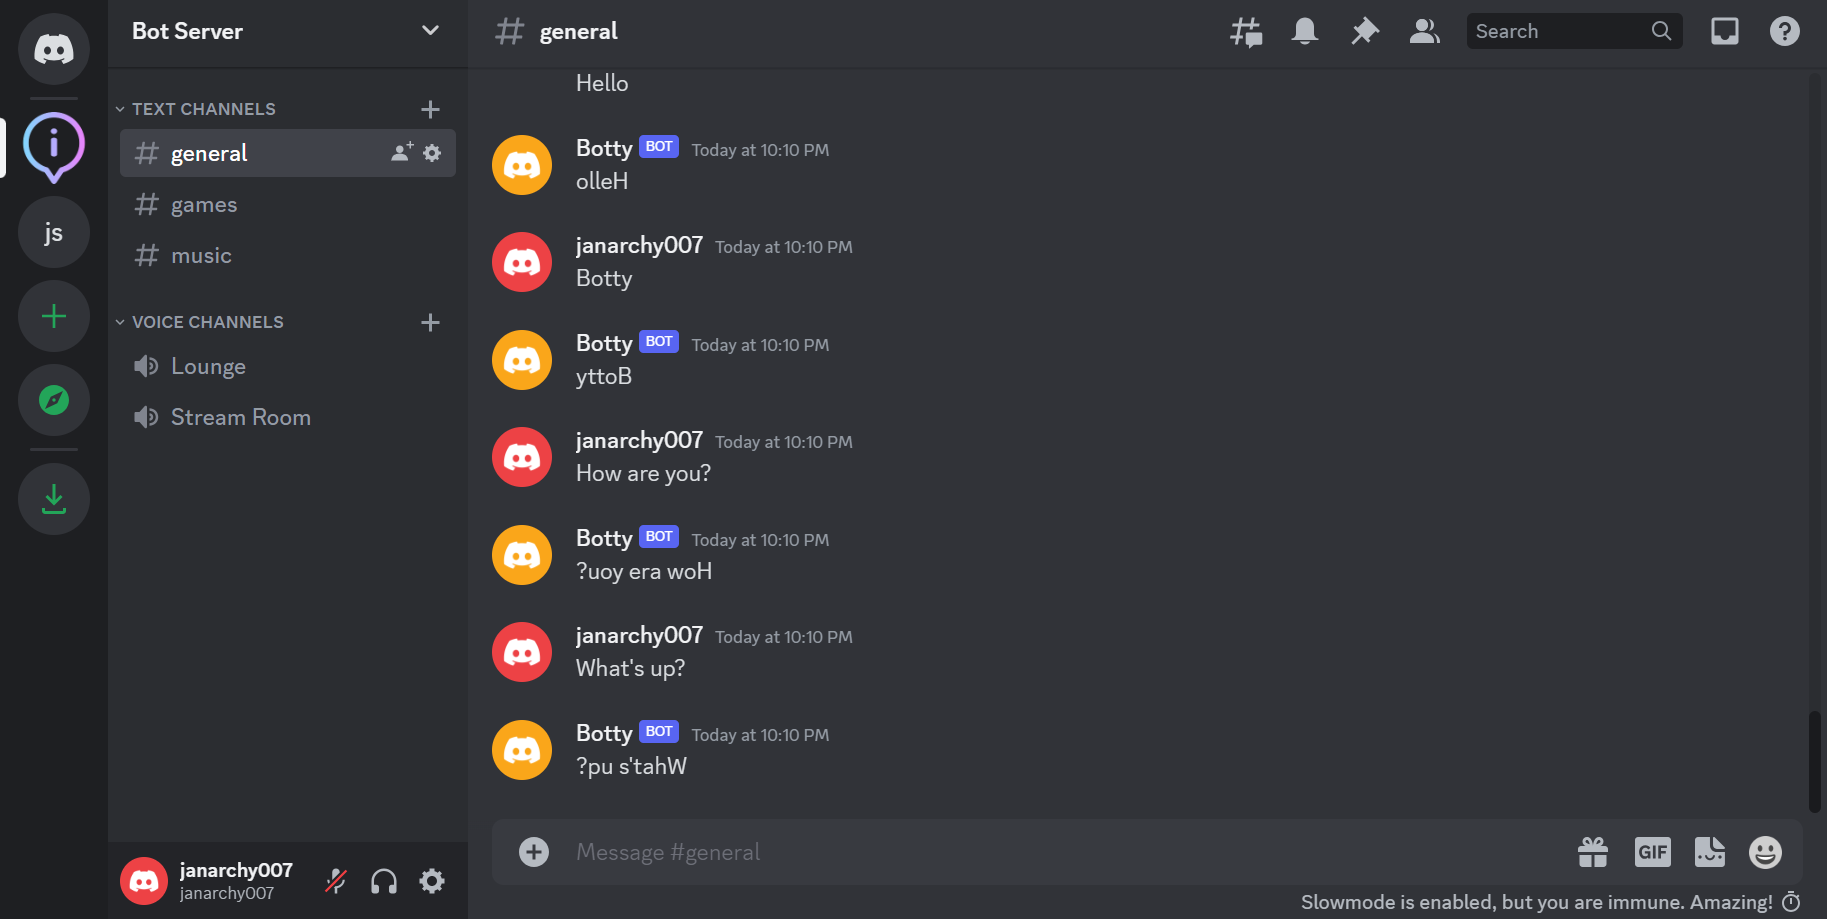 Bot Server
TEXT CHANNELS
general
games
music
VOICE CHANNELS
Lounge
Stream Room
js
janarchy007
janarchy007
general
Search
Hello
Botty BOT Today at 10:10 PM
olleH
janarchy007 Today at 10:10 PM
Botty
Botty BOT Today at 10:10 PM
yttoB
janarchy007 Today at 10:10 PM
How are you?
Botty BOT Today at 10:10 PM
?uoy era woH
janarchy007 Today at 10:10 PM
What's up?
Botty BOT Today at 10:10 PM
?pu s'tahW
Message #general
GIF
Slowmode is enabled, but you are immune. Amazing!